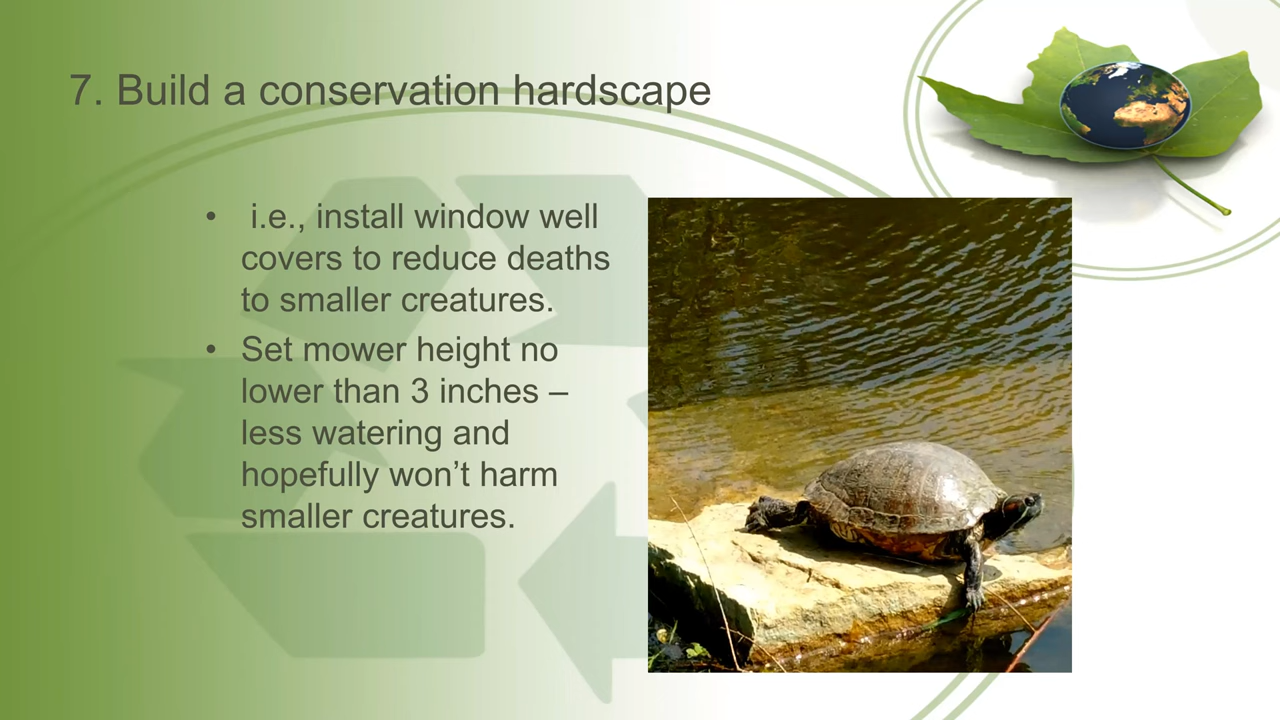 7. Build a conservation hardscape
• i.e., install window well
covers to reduce deaths
to smaller creatures.
• Set mower height no
lower than 3 inches –
less watering and
hopefully won’t harm
smaller creatures.